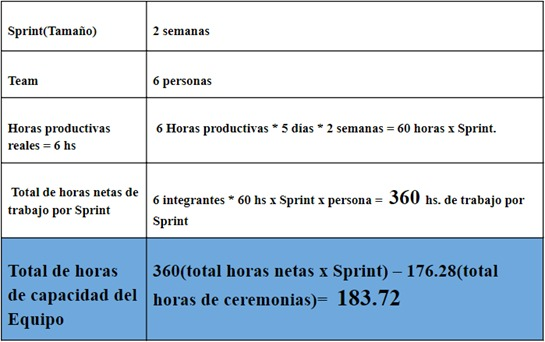 Sprint(Tamaño)
2 semanas
Team
6 personas
Horas productivas
reales = 6 hs
6 Horas productivas * 5 días * 2 semanas = 60 horas x Sprint.
Total de horas netas de
trabajo por Sprint
6 integrantes * 60 hs x Sprint x persona = 360 hs. de trabajo por
Sprint
Total de horas
de capacidad del
Equipo
360(total horas netas x Sprint) – 176.28(total
horas de ceremonias)= 183.72